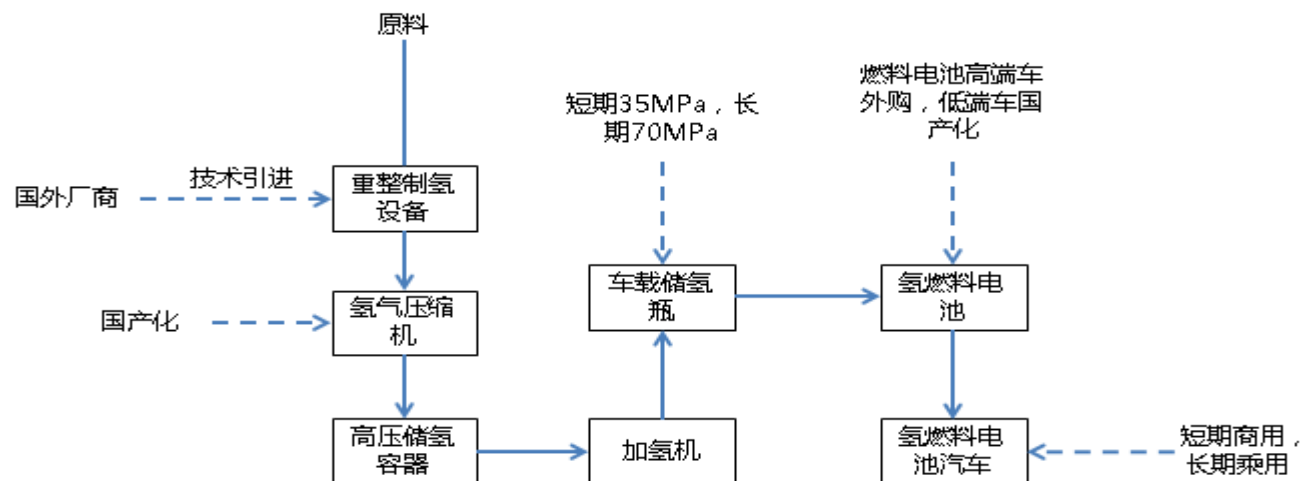 原料
燃料电池高端车
外购，低端车国
产化
短期35MPa，长
期70MPa
国外厂商
技术引进
重整制氢
设备
车载储氢
瓶
氢燃料电
池
国产化
氢气压缩
机
高压储氢
容器
加氢机
氢燃料电
池汽车
短期商用，
长期乘用